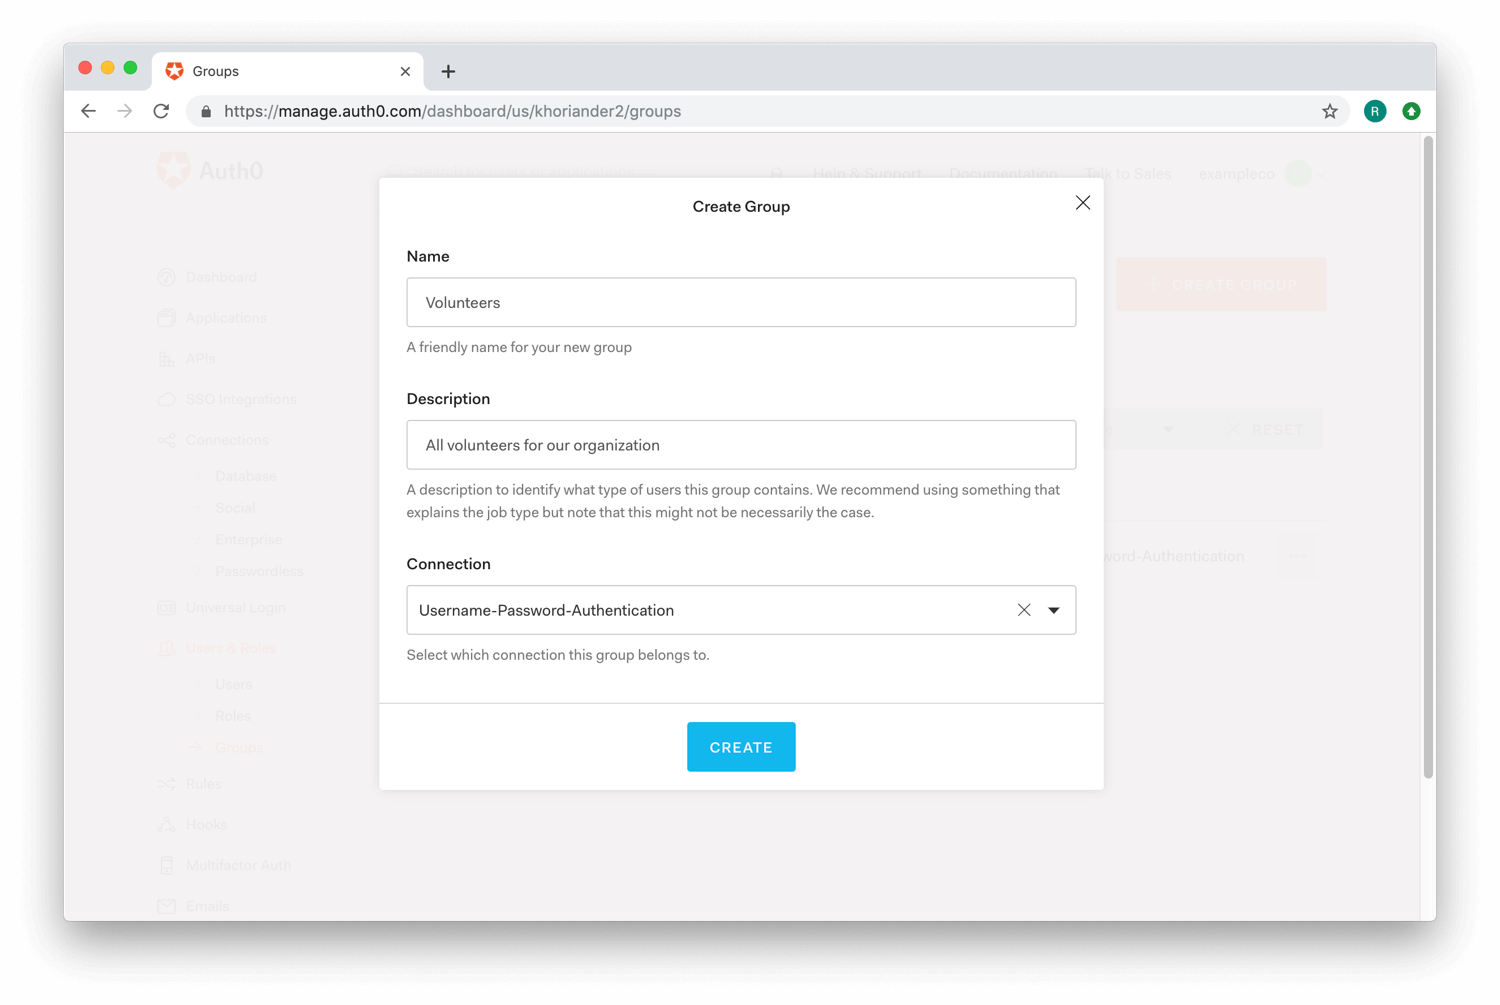 Groups
https://manage.auth0.com/dashboard/us/khoriander2/groups
R
Auth0
Help & Support
Documentation
Talk to Sales
exampleco
Create Group
Name
Volunteers
A friendly name for your new group
Description
All volunteers for our organization
A description to identify what type of users this group contains. We recommend using something that
explains the job type but note that this might not be necessarily the case.
Connection
Username-Password-Authentication
Select which connection this group belongs to.
CREATE
Dashboard
Applications
APIs
SSO Integrations
Connections
Database
Social
Enterprise
Passwordless
Universal Login
Users & Roles
Users
Roles
Groups
Rules
Hooks
Multifactor Auth
Emails
+ CREATE GROUP
RESET
word-Authentication